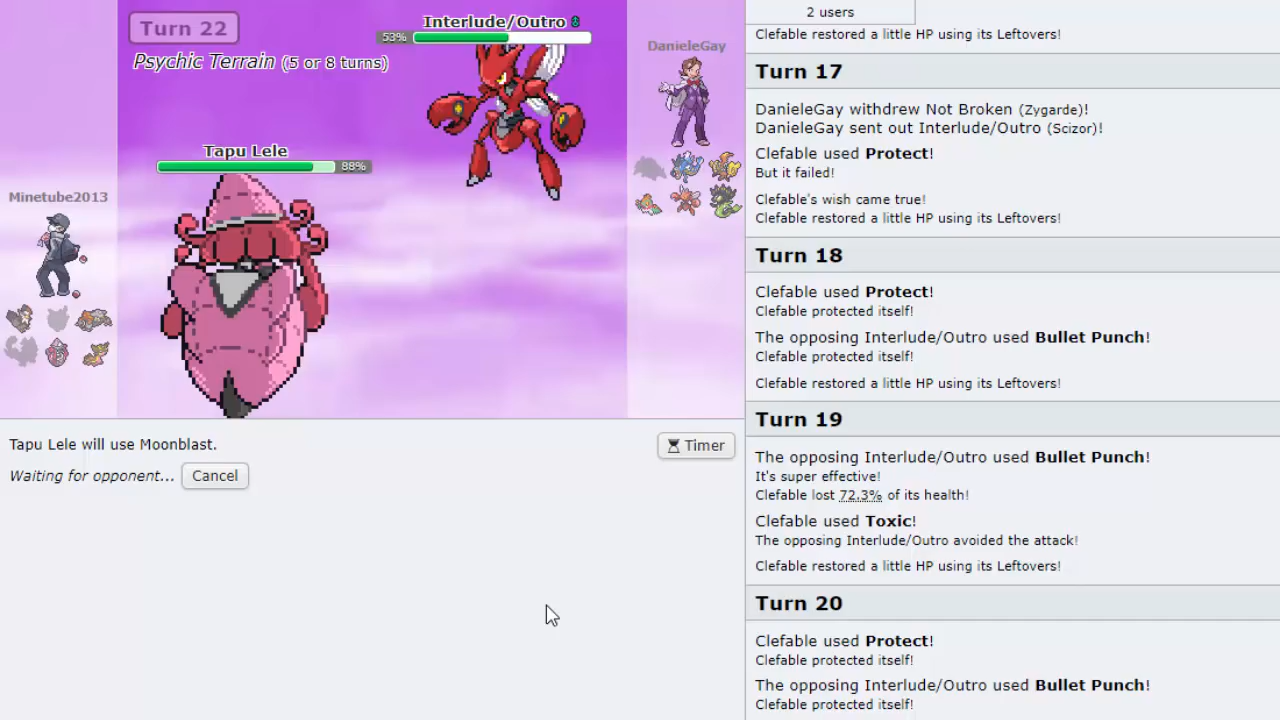 Turn 22
Psychic Terrain (5 or 8 turns)
Interlude/Outro
53%
Tapu Lele
88%
Minetube2013
DanieleGay
Tapu Lele will use Moonblast.
Waiting for opponent... Cancel
Timer
2 users
Clefable restored a little HP using its Leftovers!
Turn 17
DanieleGay withdrew Not Broken (Zygarde)!
DanieleGay sent out Interlude/Outro (Scizor)!
Clefable used Protect!
But it failed!
Clefable's wish came true!
Clefable restored a little HP using its Leftovers!
Turn 18
Clefable used Protect!
Clefable protected itself!
The opposing Interlude/Outro used Bullet Punch!
Clefable protected itself!
Clefable restored a little HP using its Leftovers!
Turn 19
The opposing Interlude/Outro used Bullet Punch!
It's super effective!
Clefable lost 72.3% of its health!
Clefable used Toxic!
The opposing Interlude/Outro avoided the attack!
Clefable restored a little HP using its Leftovers!
Turn 20
Clefable used Protect!
Clefable protected itself!
The opposing Interlude/Outro used Bullet Punch!
Clefable protected itself!